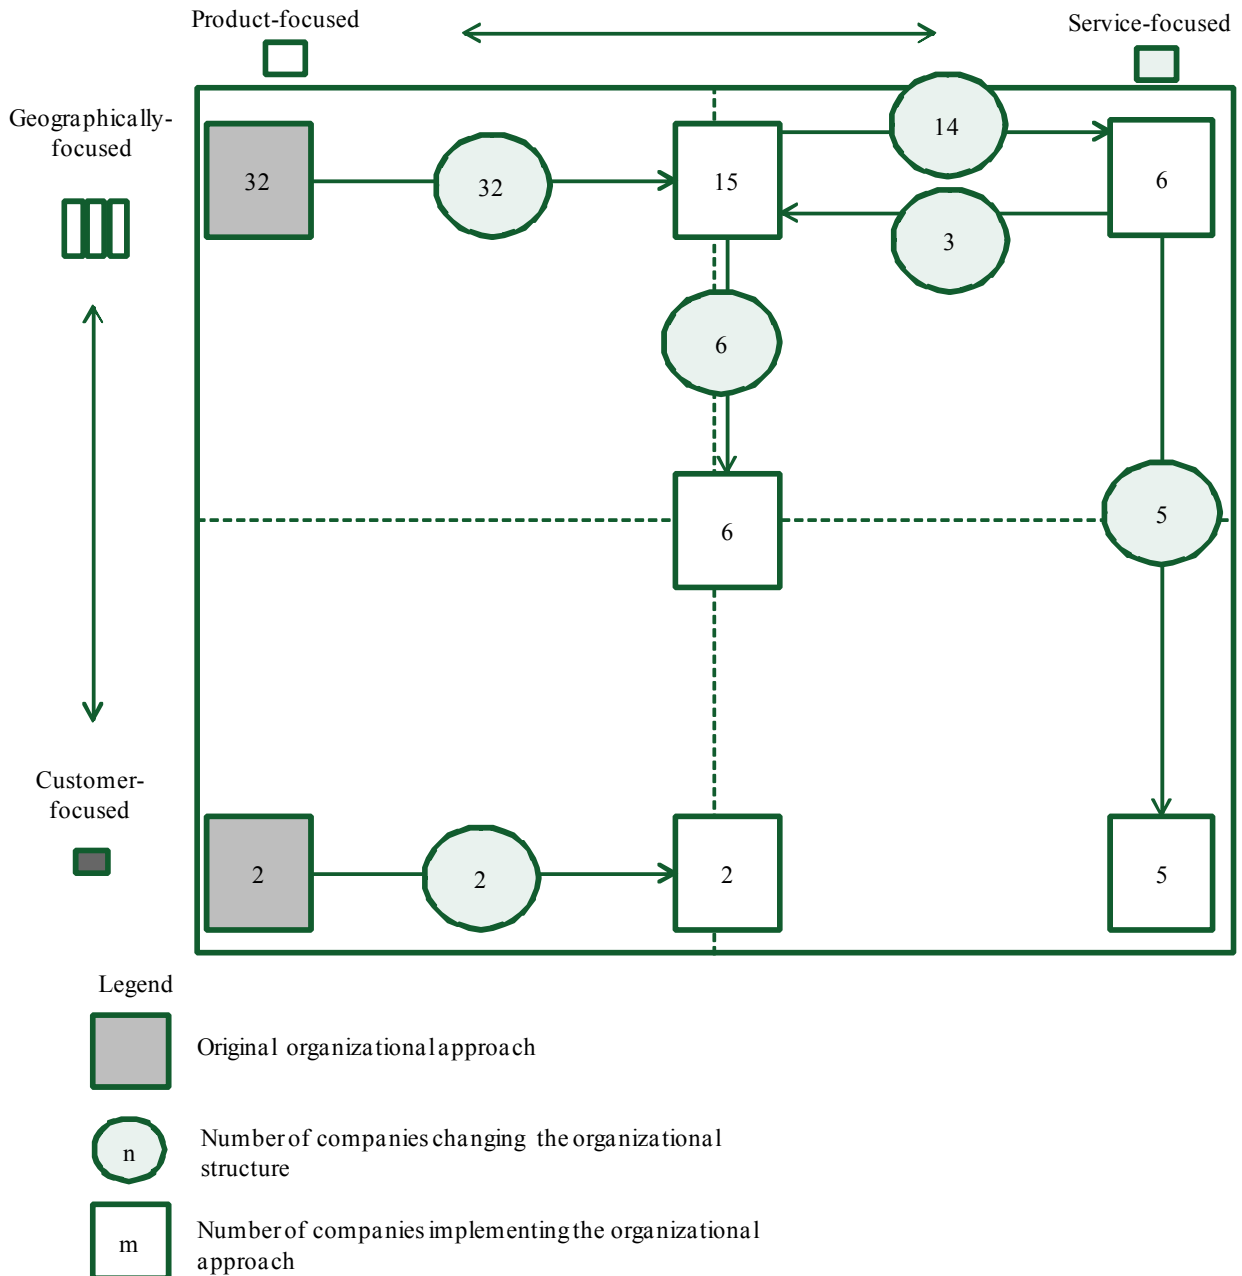 Product-focused
Service-focused
Geographically-
focused
32
32
15
14
6
3
6
6
5
Customer-
focused
2
2
2
5
Legend
Original organizational approach
n
Number of companies changing the organizational
structure
m
Number of companies implementing the organizational
approach